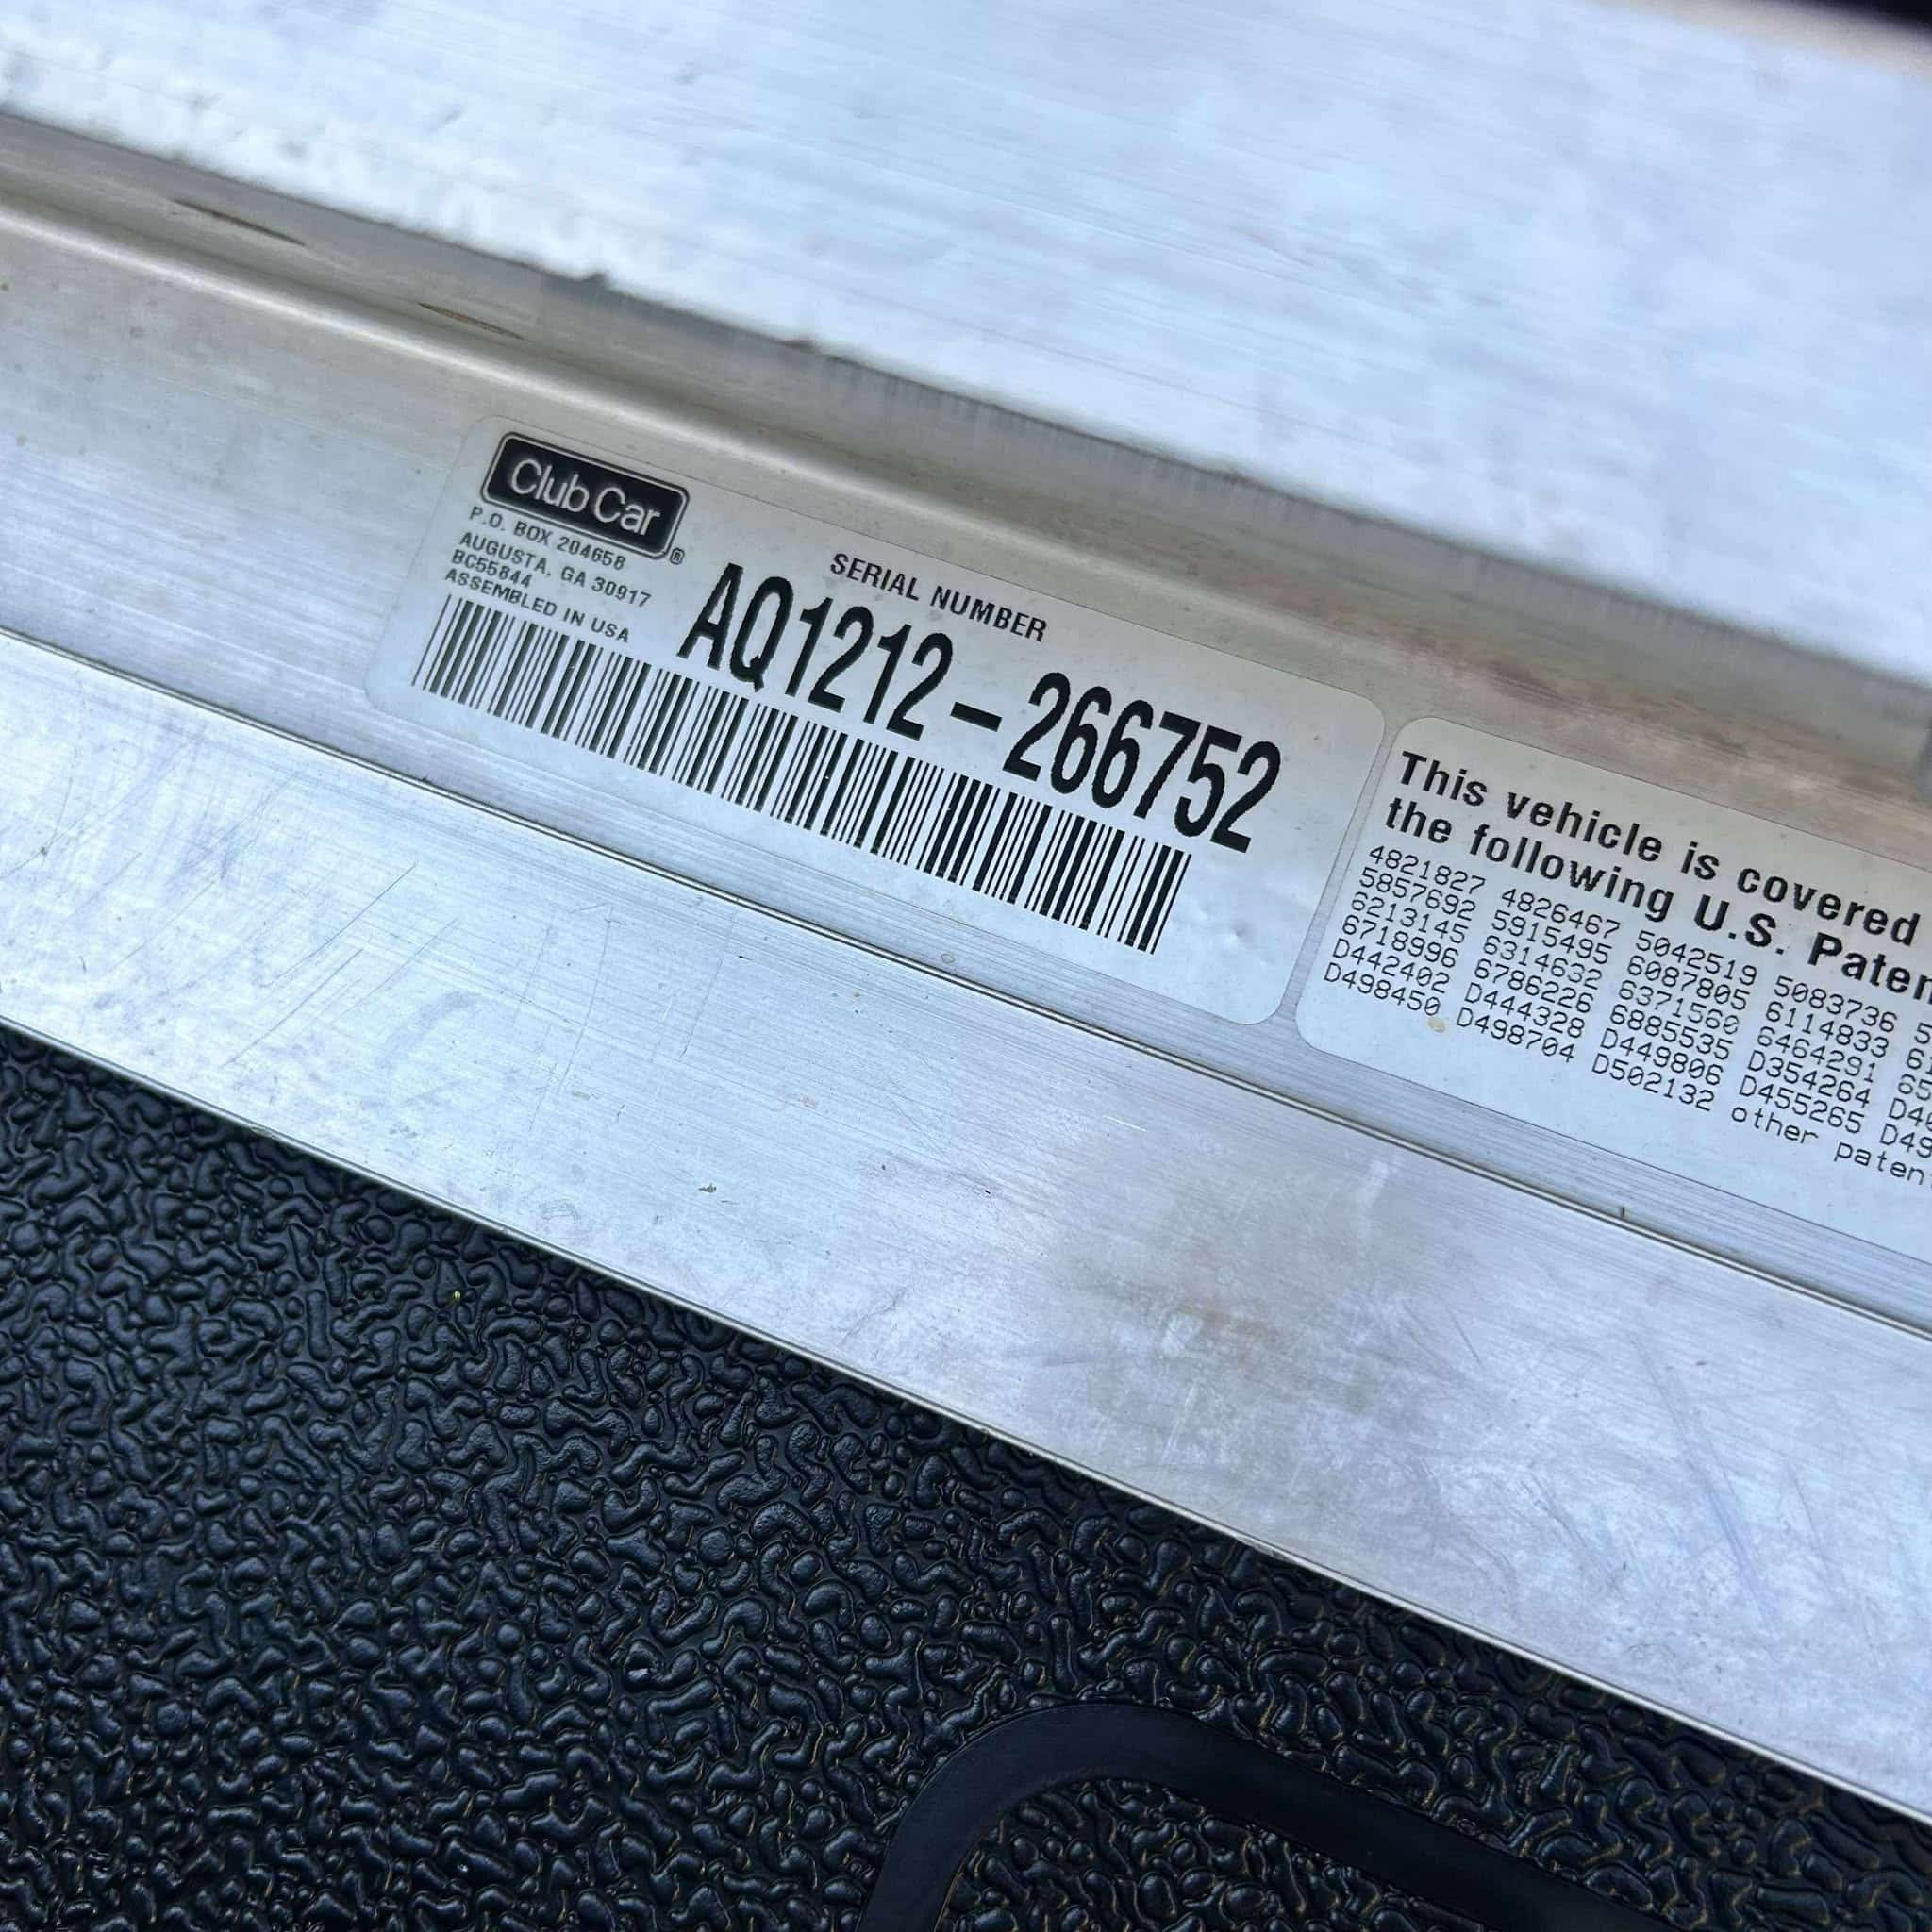 Club Car
®
P.O. BOX 204658
AUGUSTA, GA 30917
BC55844
ASSEMBLED IN USA
SERIAL NUMBER
AQ1212-266752
This vehicle is covered
the following U.S.
4821827 4826467 5042519 5083736
5857692 5915495 6087805 6114833
6213145 6314632 6371560 6464291
6718996 6786226 6885535 D354264
D442402 D444328 D449806 D455265
D498450 D498704 D502132 other